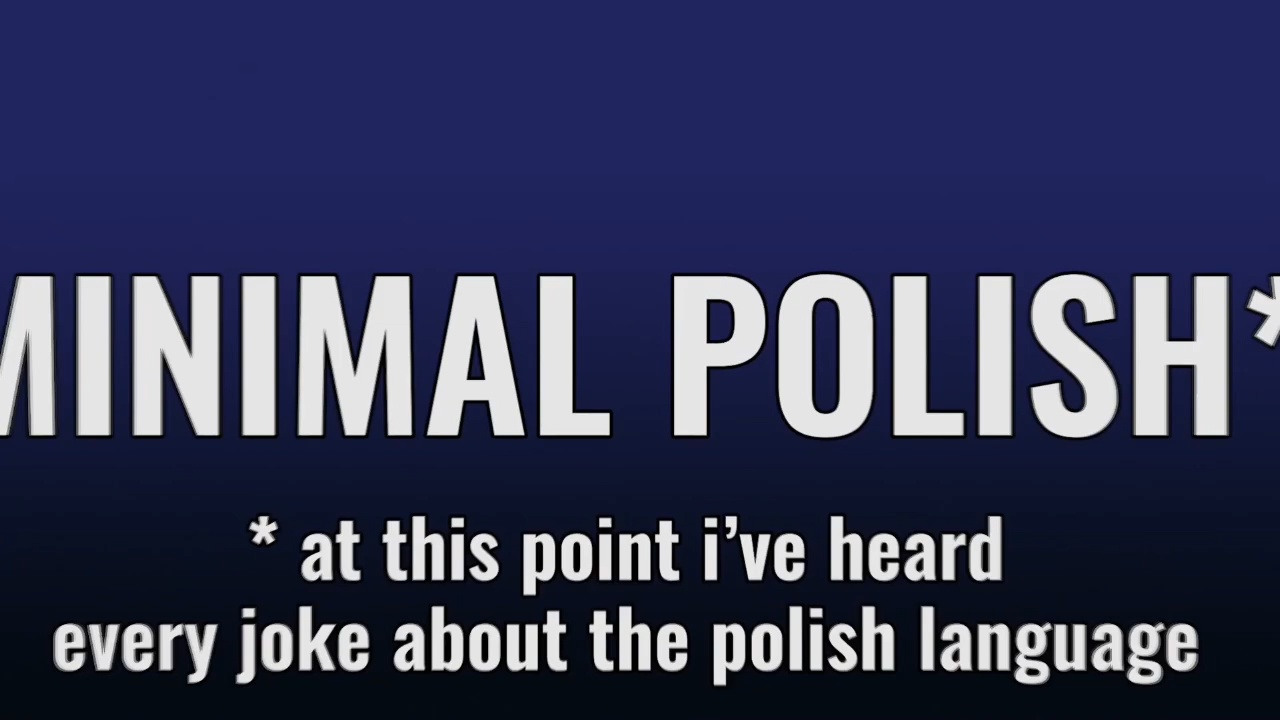 MINIMAL POLISH*
* at this point i’ve heard
every joke about the polish language